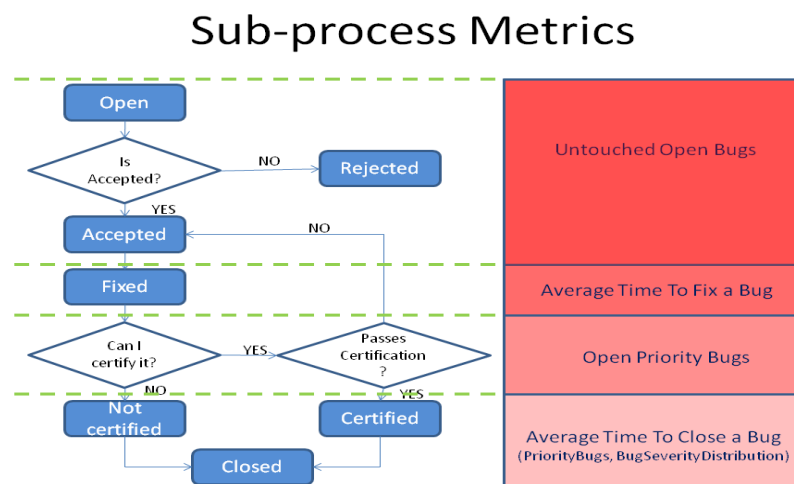 Sub-process Metrics
Open
Untouched Open Bugs
Is
Accepted?
NO
Rejected
YES
Accepted
NO
Fixed
Average Time To Fix a Bug
Can I
certify it?
YES
Passes
Certification
?
Open Priority Bugs
NO
YES
Not
certified
Certified
Average Time To Close a Bug
(PriorityBugs, BugSeverityDistribution)
Closed